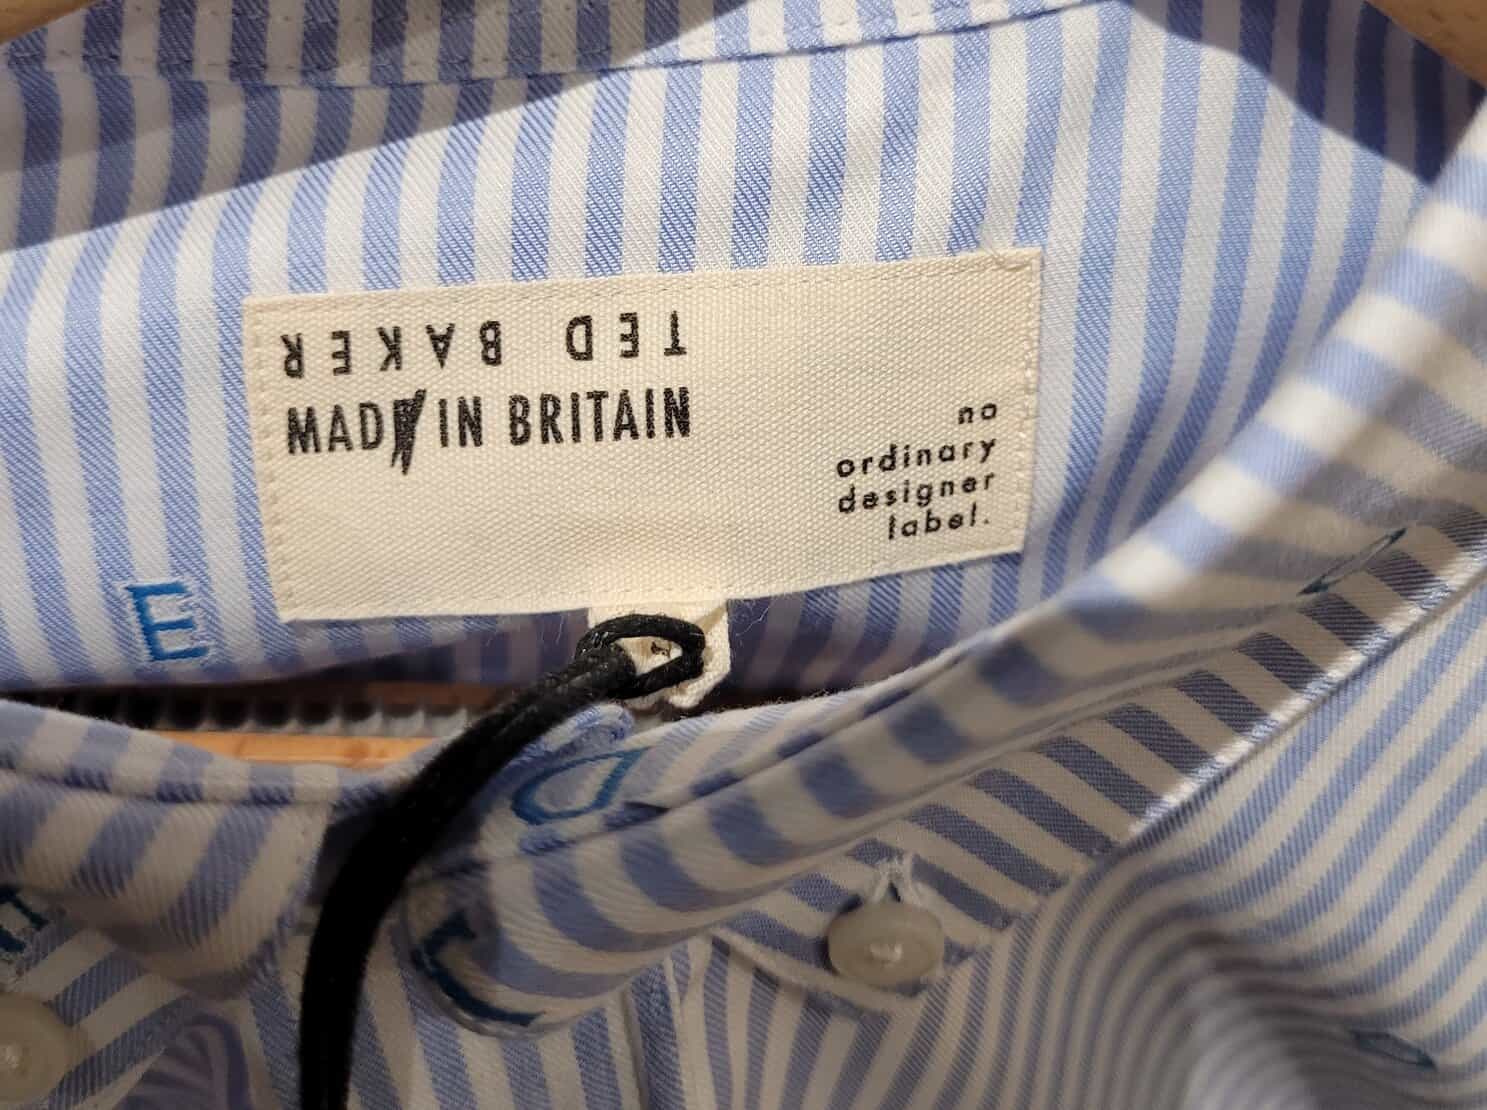 TED BAKER
MAD IN BRITAIN
no
ordinary
designer
label.
E
D